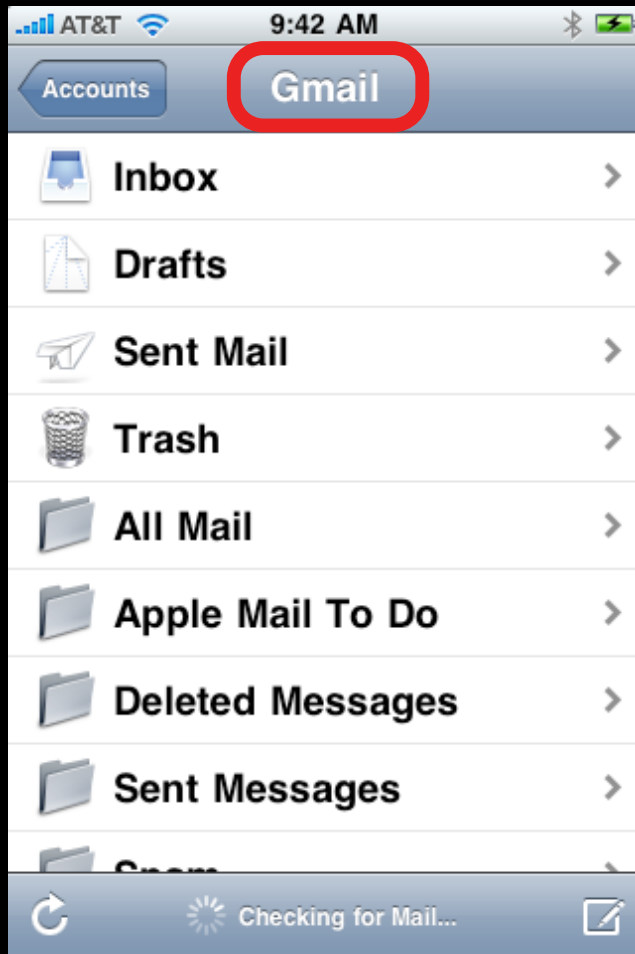 AT&T 9:42 AM
Accounts Gmail
Inbox
Drafts
Sent Mail
Trash
All Mail
Apple Mail To Do
Deleted Messages
Sent Messages
Spam
Checking for Mail...